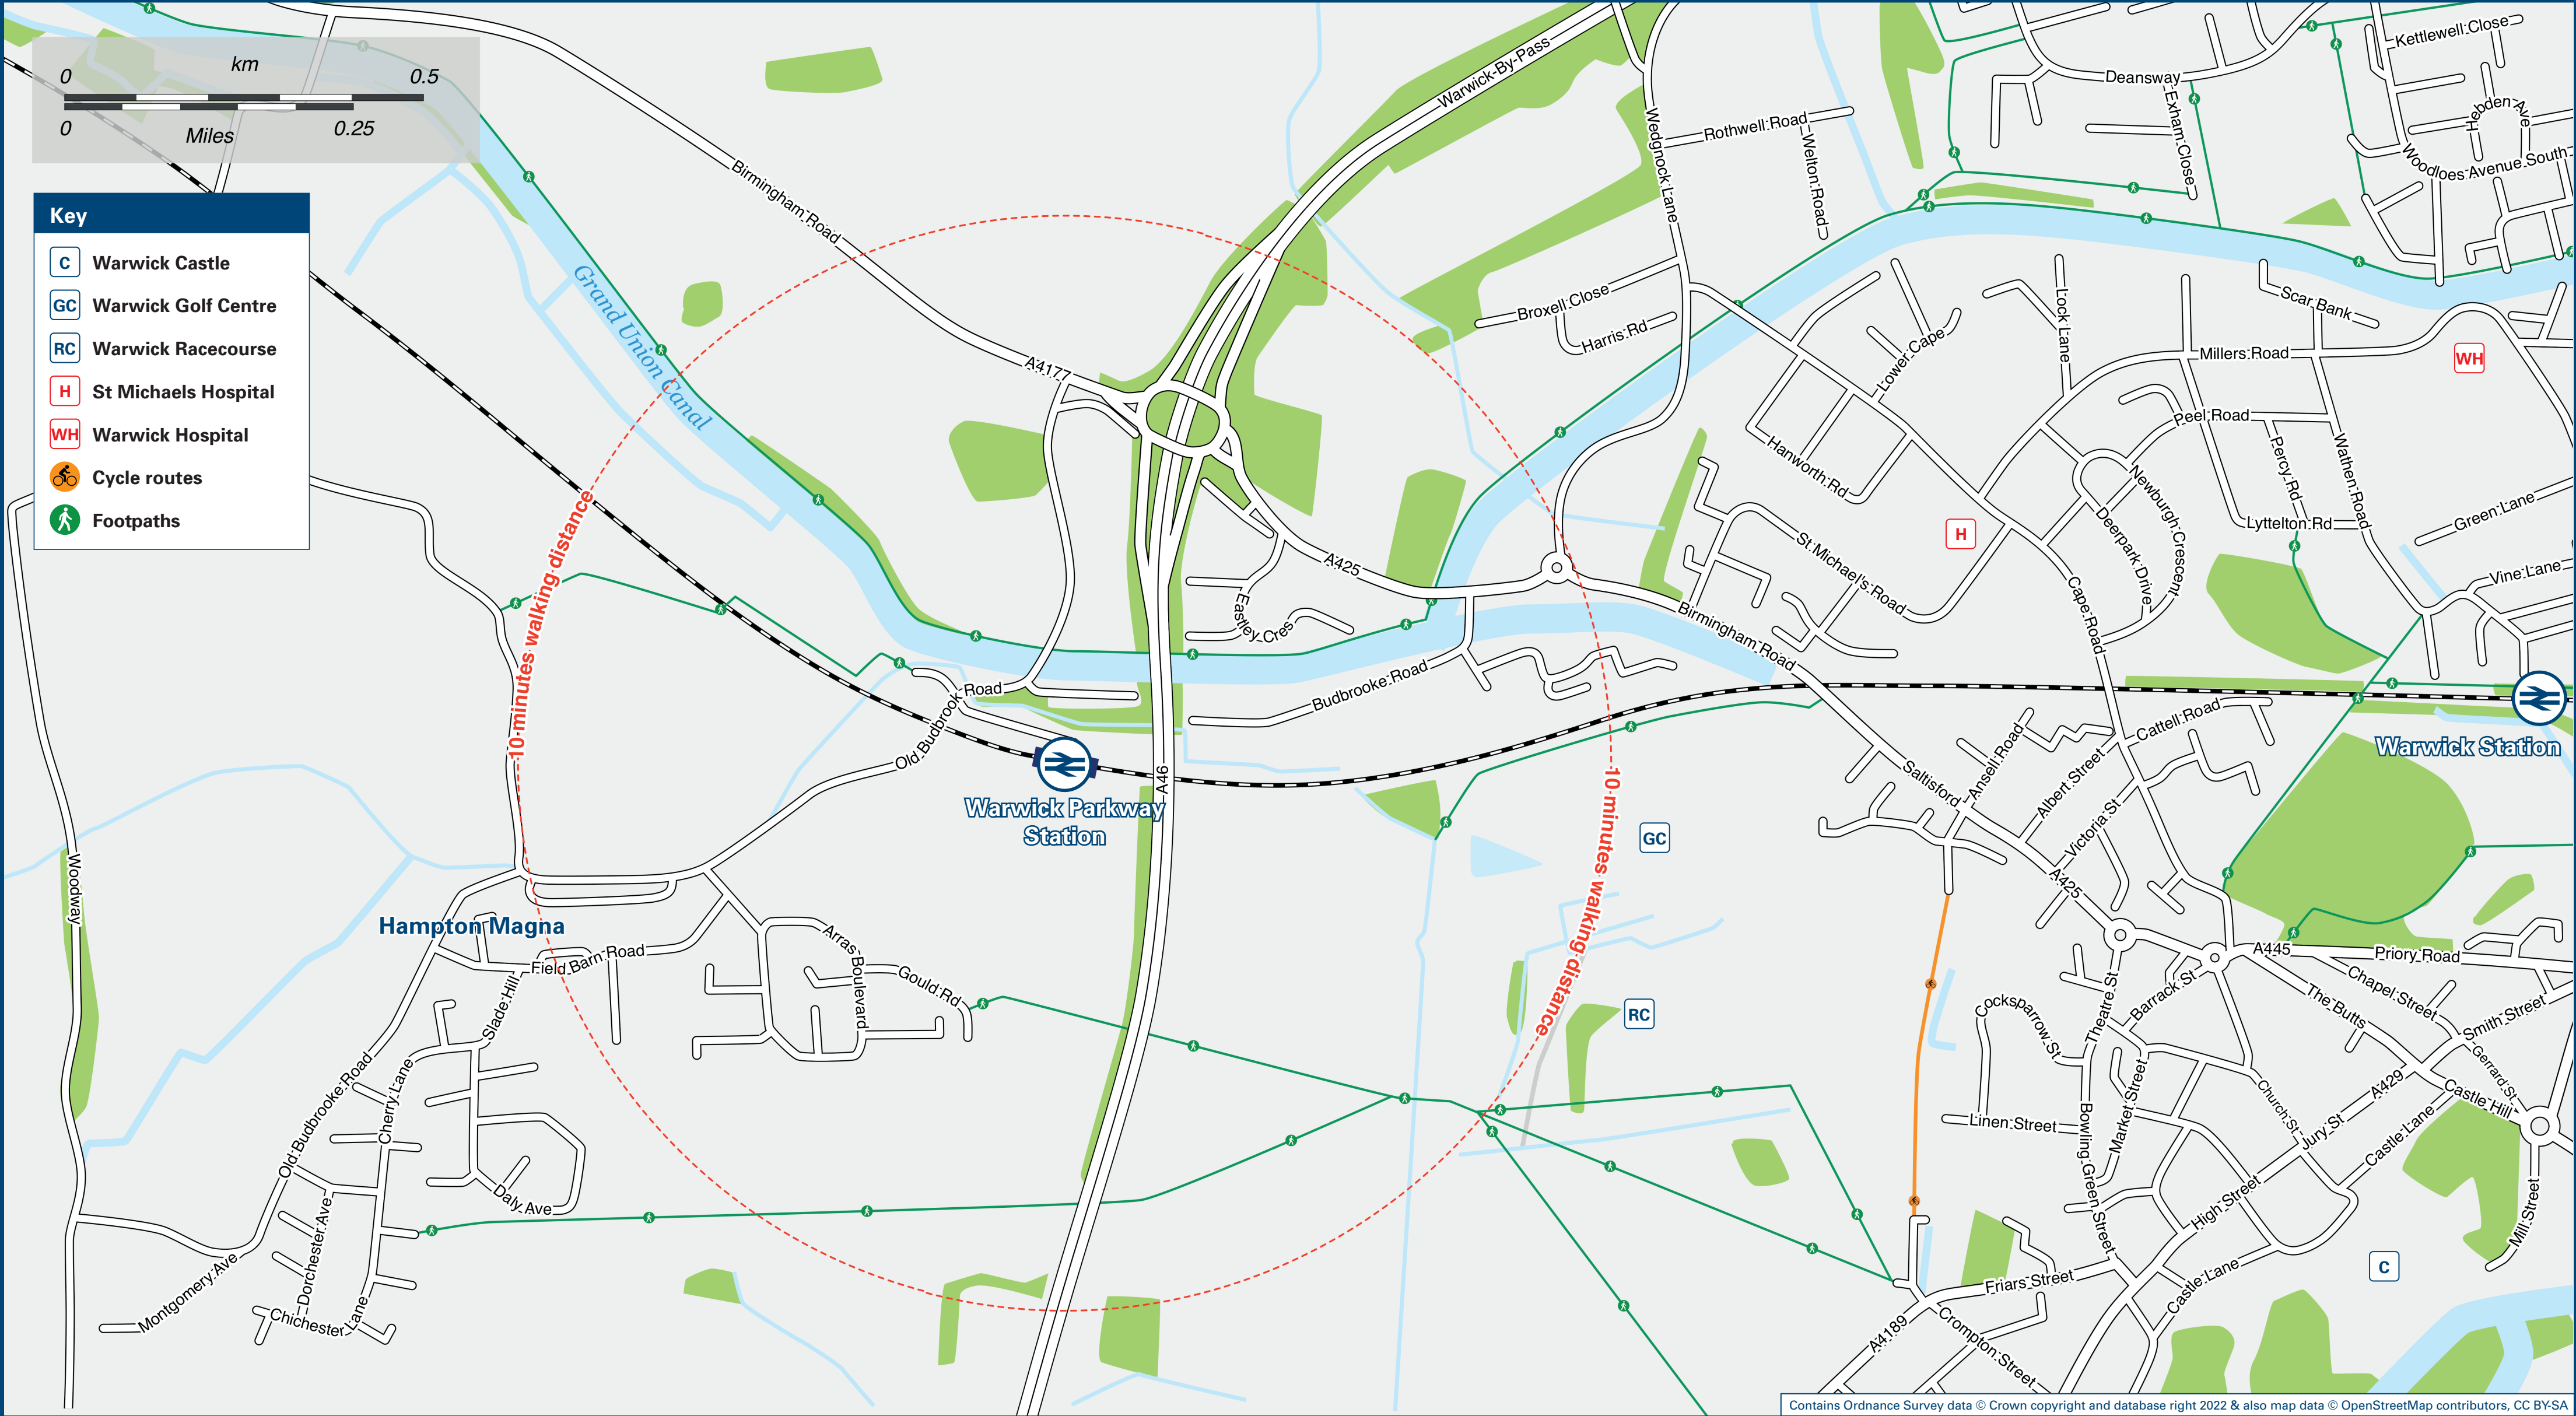 km
0
0.5
0
Miles
0.25
Key
C
Warwick Castle
GC
Warwick Golf Centre
RC
Warwick Racecourse
H
St Michaels Hospital
WH
Warwick Hospital
Cycle routes
Footpaths
Kettlewell Close
Warwick-By-Pass
Deansway
Hebden Ave
Exham Close
Rothwell Road
Welton Road
Wedgnock Lane
Woodloes Avenue South
Birmingham Road
Grand Union Canal
Broxell Close
Harris Rd
Lower Cape
Lock Lane
Scar Bank
Millers Road
WH
A4177
Peel Road
Hanworth Rd
Percy Rd
Wathen Road
Newburgh Crescent
Deerpark Drive
Lyttelton Rd
Green Lane
Vine Lane
H
St Michael's Road
Cape Road
A425
Eastley Cres
Birmingham Road
10 minutes walking distance
Budbrooke Road
Old Budbrook Road
Warwick Parkway
Station
A46
Warwick Station
Cattell Road
Ansell Road
Albert Street
Victoria St
Saltisford
A425
GC
10 minutes walking distance
RC
Woodway
Hampton Magna
Field Barn Road
Arras Boulevard
Gould Rd
Slade Hill
Cherry Lane
Old Budbrooke Road
Daly Ave
Dorchester Ave
Montgomery Ave
Chichester Lane
A445
Priory Road
Chapel Street
The Butts
Smith Street
Gerrard St
Theatre St
Barrack St
Cocksparrow St
Linen Street
Market Street
Bowling Green Street
Church St
A429
Jury St
Castle Hill
Castle Lane
High Street
Castle Lane
Mill Street
C
Friars Street
A4189
Crompton Street
Contains Ordnance Survey data © Crown copyright and database right 2022 & also map data © OpenStreetMap contributors, CC BY-SA